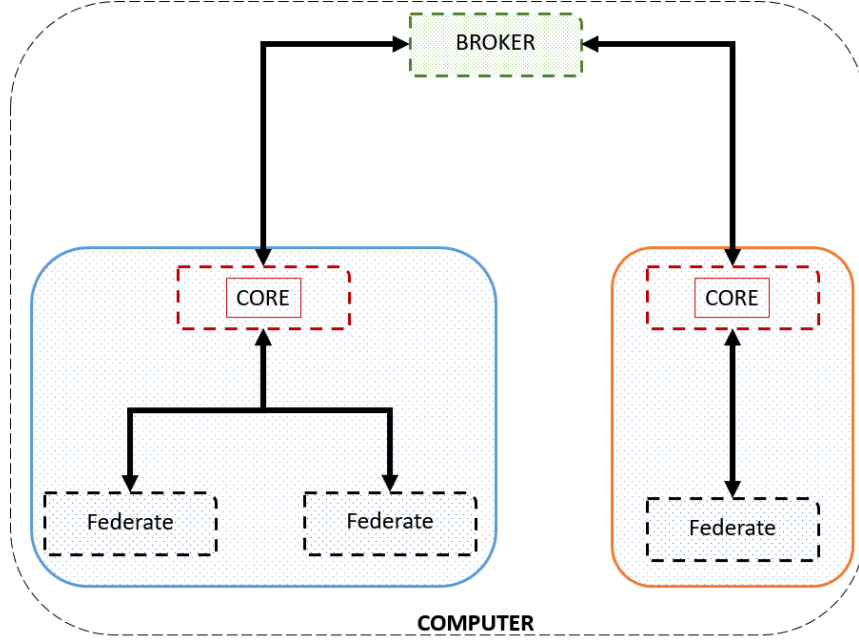 BROKER
CORE
CORE
Federate
Federate
Federate
COMPUTER